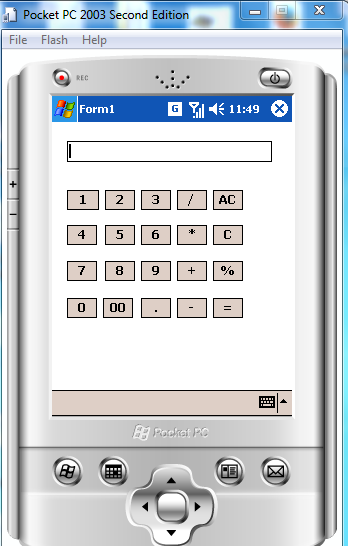 Pocket PC 2003 Second Edition
File Flash Help
REC
Form1 G 11:49
1 2 3 / AC
4 5 6 * C
7 8 9 + %
0 00 . - =
Pocket PC